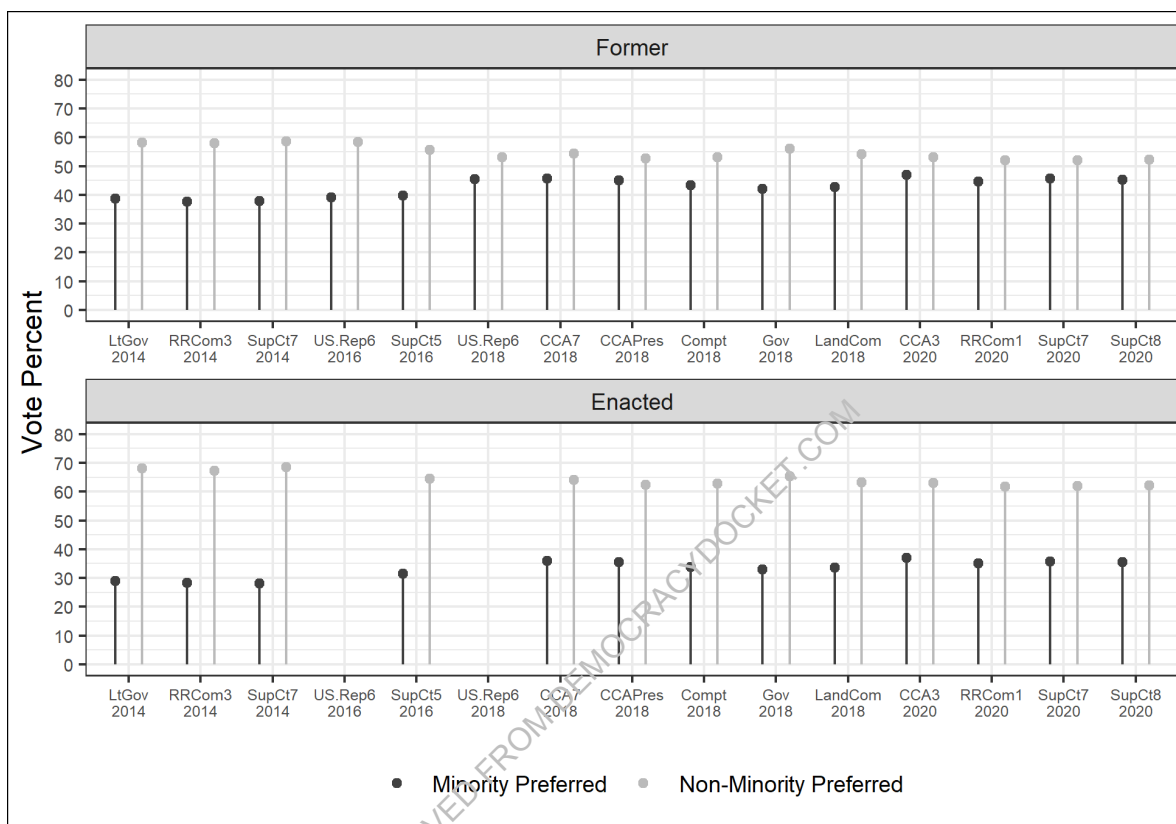 Former
Vote Percent
80
70
60
50
40
30
20
10
0
LtGov RRCom3 SupCt7 US.Rep6 SupCt5 US.Rep6 CCA7 CCAPres Compt Gov LandCom CCA3 RRCom1 SupCt7 SupCt8
2014 2014 2014 2016 2016 2018 2018 2018 2018 2018 2018 2020 2020 2020 2020
Enacted
80
70
60
50
40
30
20
10
0
LtGov RRCom3 SupCt7 US.Rep6 SupCt5 US.Rep6 CCA7 CCAPres Compt Gov LandCom CCA3 RRCom1 SupCt7 SupCt8
2014 2014 2014 2016 2016 2018 2018 2018 2018 2018 2018 2020 2020 2020 2020
Minority Preferred Non-Minority Preferred
FROM DEMOCRACYDOCKET.COM